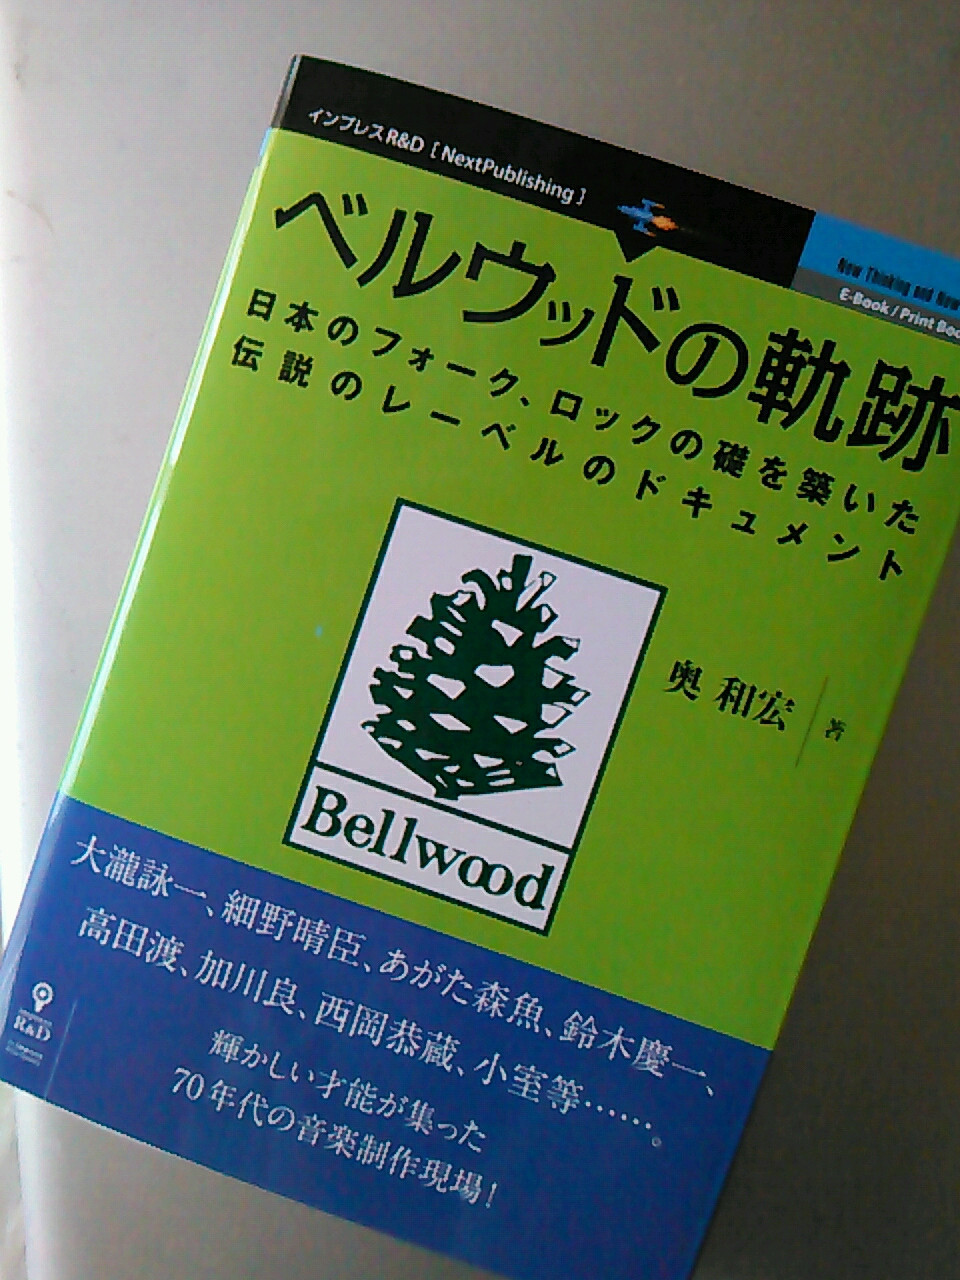 インプレスR&D [ NextPublishing ]
New Thinking and New
E-Book / Print Boo
ベルウッドの軌跡
日本のフォーク、ロックの礎を築いた
伝説のレーベルのドキュメント
奥 和宏 著
Bellwood
大瀧詠一、細野晴臣、あがた森魚、鈴木慶一、
高田渡、加川良、西岡恭蔵、小室等……。
輝かしい才能が集った
70年代の音楽制作現場!
R&D